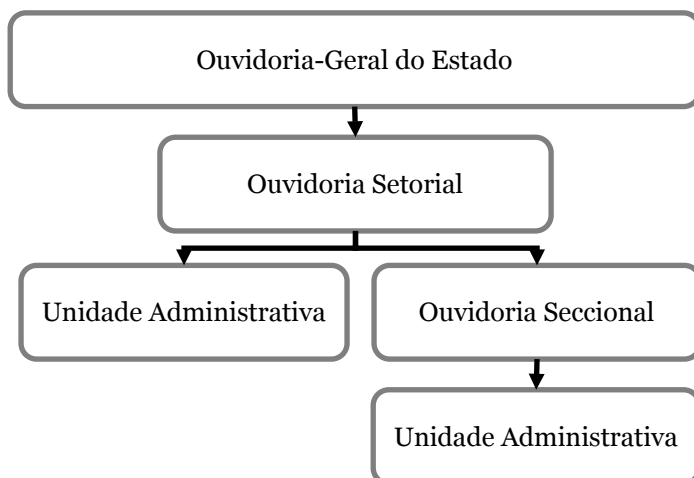 Ouvidoria-Geral do Estado
Ouvidoria Setorial
Unidade Administrativa
Ouvidoria Seccional
Unidade Administrativa